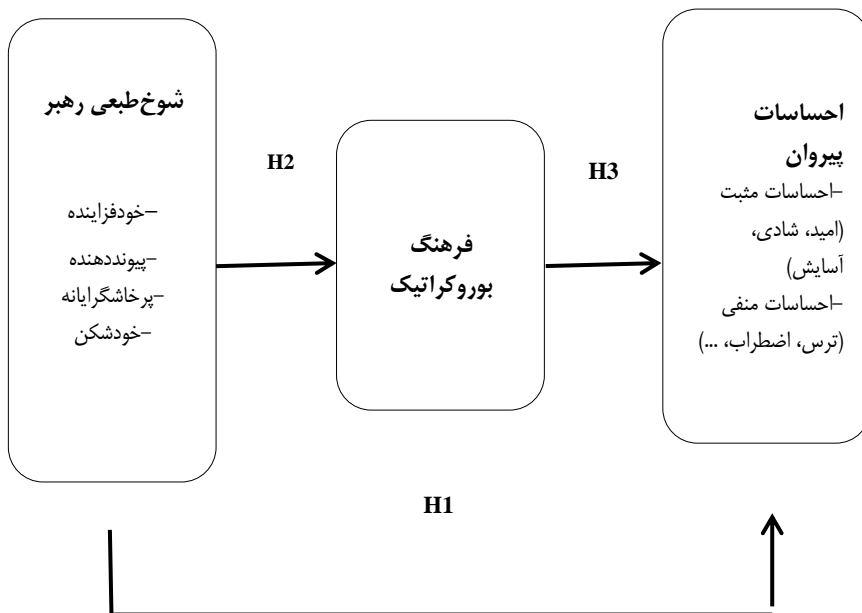 شوخ‌طبعی رهبر
–خودفزاینده
–پیونددهنده
–پرخاشگرایانه
–خودشکن
H2
فرهنگ
بوروکراتیک
H3
احساسات
پیروان
–احساسات مثبت
(امید، شادی،
آسایش)
–احساسات منفی
(ترس، اضطراب، ...)
H1